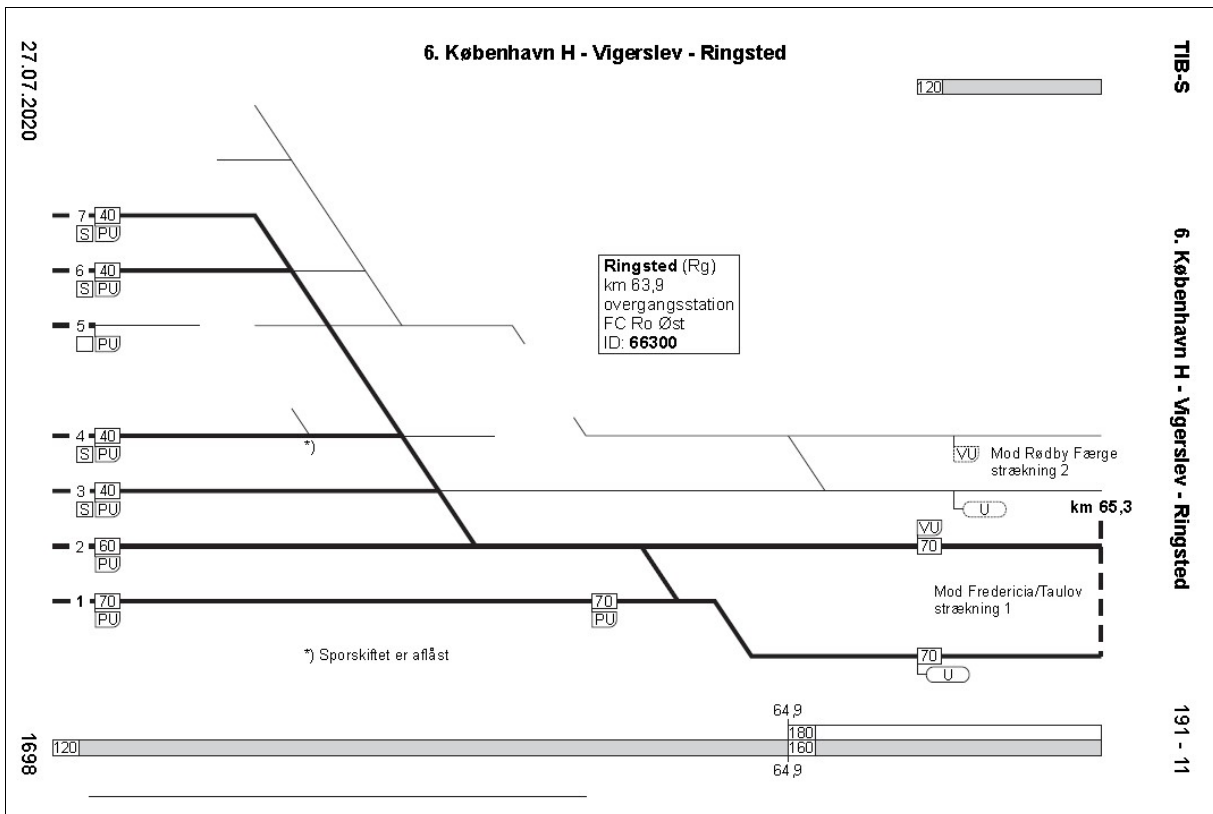 6. København H - Vigerslev - Ringsted
TIB-S
27.07.2020
120
7 40
S PU
6 40
S PU
5
PU
Ringsted (Rg)
km 63,9
overgangsstation
FC Ro Øst
ID: 66300
6. København H - Vigerslev - Ringsted
4 40
S PU
*)
VU Mod Rødby Færge
strækning 2
3 40
S PU
U
km 65,3
VU
2 60
PU
70
Mod Fredericia/Taulov
strækning 1
1 70
PU
70
PU
*) Sporskiftet er aflåst
70
U
64,9
180
120
160
64,9
191 - 11
1698